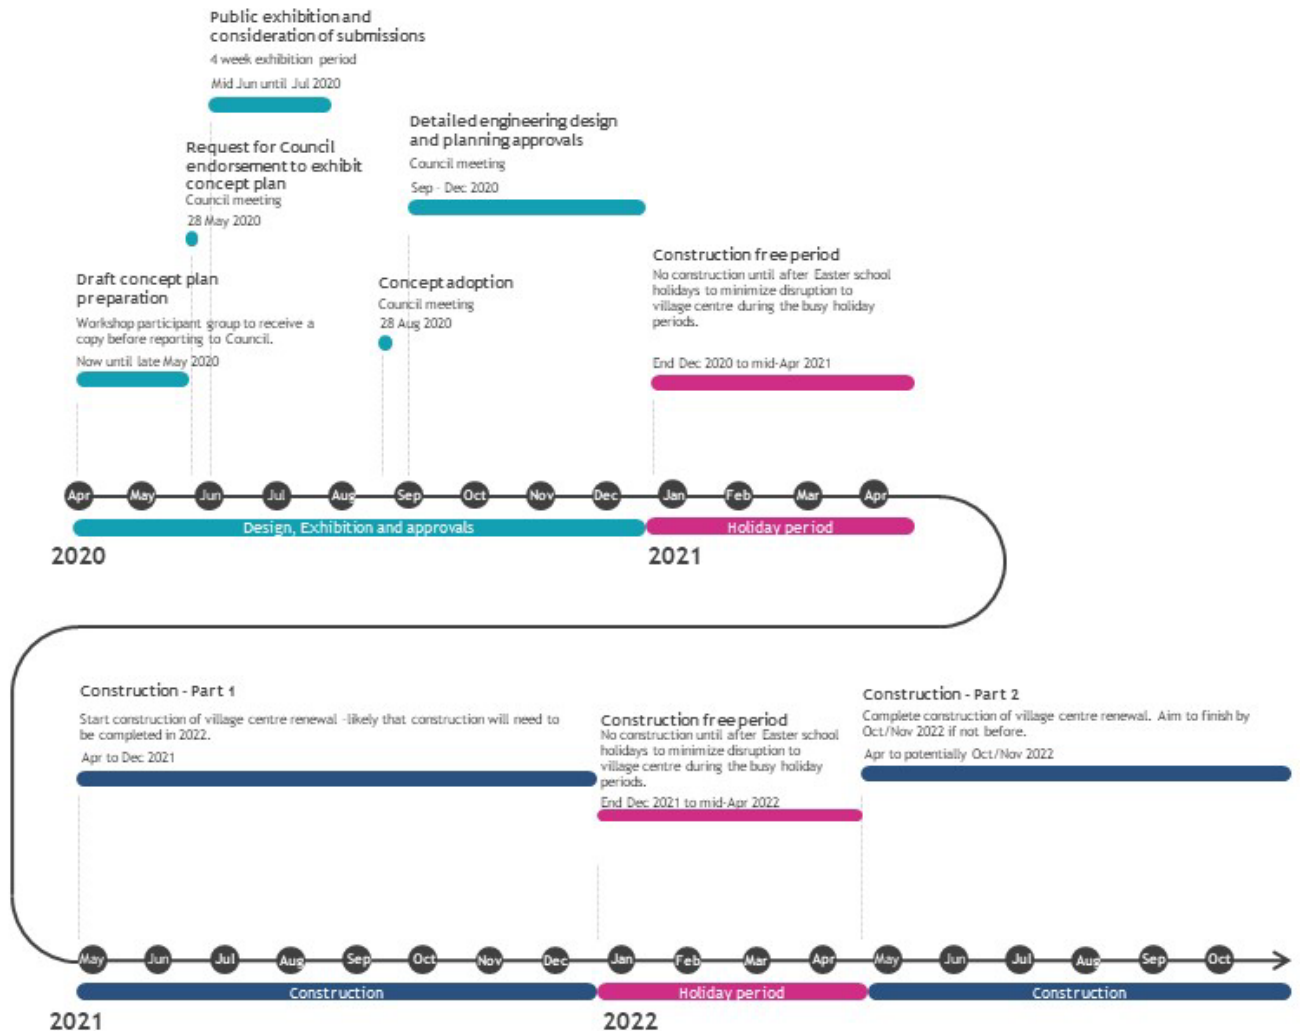 Public exhibition and
consideration of submissions
4 week exhibition period
Mid Jun until Jul 2020
Request for Council
endorsement to exhibit
concept plan
Council meeting
28 May 2020
Detailed engineering design
and planning approvals
Council meeting
Sep - Dec 2020
Draft concept plan
preparation
Workshop participant group to receive a
copy before reporting to Council.
Now until late May 2020
Concept adoption
Council meeting
28 Aug 2020
Construction free period
No construction until after Easter school
holidays to minimize disruption to
village centre during the busy holiday
periods.
End Dec 2020 to mid-Apr 2021
Apr May Jun Jul Aug Sep Oct Nov Dec Jan Feb Mar Apr
Design, Exhibition and approvals Holiday period
2020 2021
Construction - Part 1
Start construction of village centre renewal -likely that construction will need to
be completed in 2022.
Apr to Dec 2021
Construction free period
No construction until after Easter school
holidays to minimize disruption to
village centre during the busy holiday
periods.
End Dec 2021 to mid-Apr 2022
Construction - Part 2
Complete construction of village centre renewal. Aim to finish by
Oct/Nov 2022 if not before.
Apr to potentially Oct/Nov 2022
May Jun Jul Aug Sep Oct Nov Dec Jan Feb Mar Apr May Jun Jul Aug Sep Oct
Construction Holiday period Construction
2021 2022